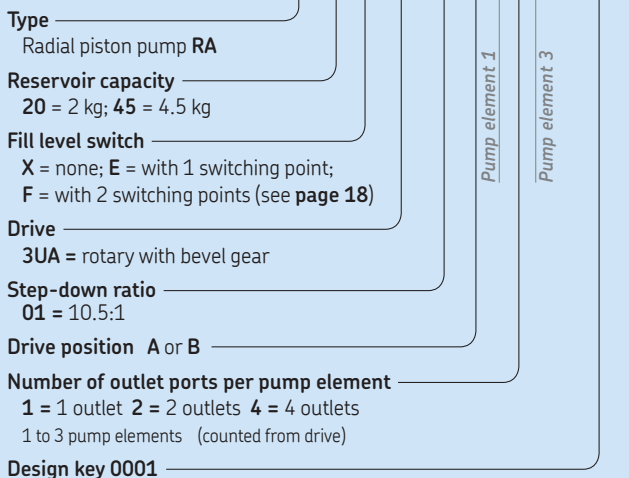 Type
Radial piston pump RA
Reservoir capacity
20 = 2 kg; 45 = 4.5 kg
Fill level switch
X = none; E = with 1 switching point;
F = with 2 switching points (see page 18)
Drive
3UA = rotary with bevel gear
Step-down ratio
01 = 10.5:1
Drive position A or B
Number of outlet ports per pump element
1 = 1 outlet 2 = 2 outlets 4 = 4 outlets
1 to 3 pump elements (counted from drive)
Design key 0001
Pump element 1
Pump element 3